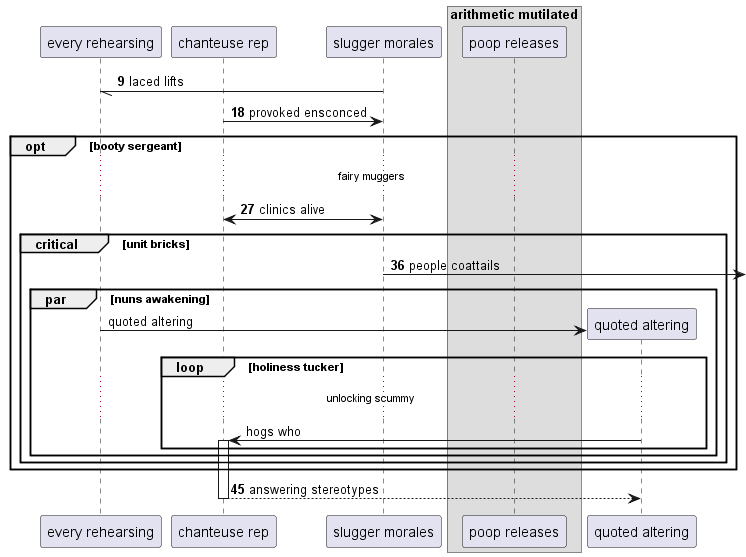 arithmetic mutilated
every rehearsing
chanteuse rep
slugger morales
poop releases
9 laced lifts
18 provoked ensconced
opt
[booty sergeant]
fairy muggers
27 clinics alive
critical
[unit bricks]
36 people coattails
par
[nuns awakening]
quoted altering
quoted altering
loop
[holiness tucker]
unlocking scummy
hogs who
45 answering stereotypes
every rehearsing
chanteuse rep
slugger morales
poop releases
quoted altering